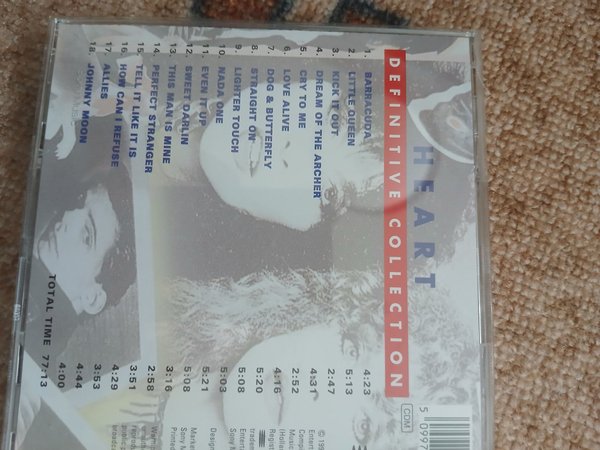 HEART
DEFINITIVE COLLECTION
1. BARRACUDA 4:23
2. LITTLE QUEEN 5:13
3. KICK IT OUT 2:47
4. DREAM OF THE ARCHER 4:31
5. CRY TO ME 2:52
6. LOVE ALIVE 4:16
7. DOG & BUTTERFLY 5:20
8. STRAIGHT ON 5:08
9. LIGHTER TOUCH 5:03
10. NADA ONE 5:21
11. EVEN IT UP 5:08
12. SWEET DARLIN 3:16
13. THIS MAN IS MINE 2:58
14. PERFECT STRANGER 3:51
15. TELL IT LIKE IT IS 4:29
16. HOW CAN I REFUSE 3:53
17. ALLIES 4:44
18. JOHNNY MOON 4:00
TOTAL TIME 77:13
CDM
5 0997